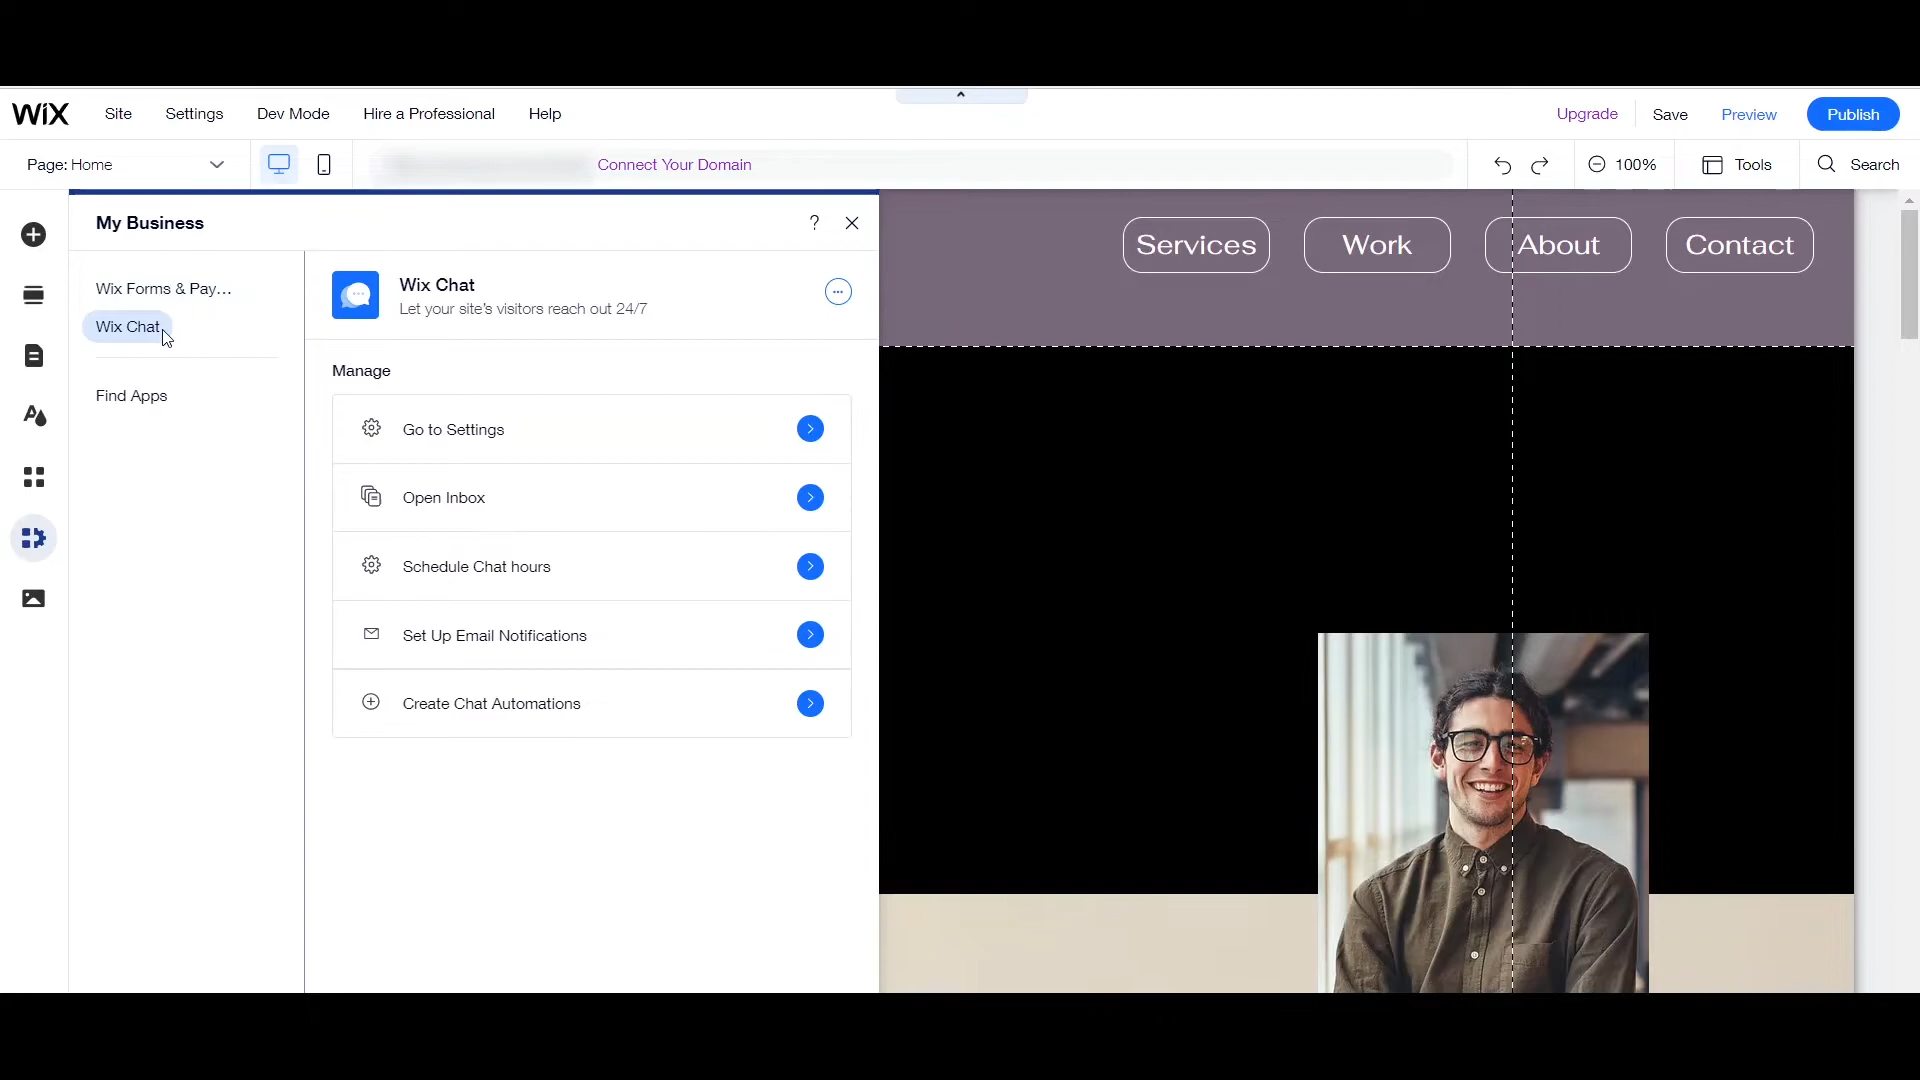 WIX Site Settings Dev Mode Hire a Professional Help Upgrade Save Preview Publish
Page: Home Connect Your Domain 100% Tools Search
My Business ?
Services Work About Contact
Wix Forms & Pay...
Wix Chat
Find Apps
Wix Chat
Let your site's visitors reach out 24/7
Manage
Go to Settings
Open Inbox
Schedule Chat hours
Set Up Email Notifications
Create Chat Automations